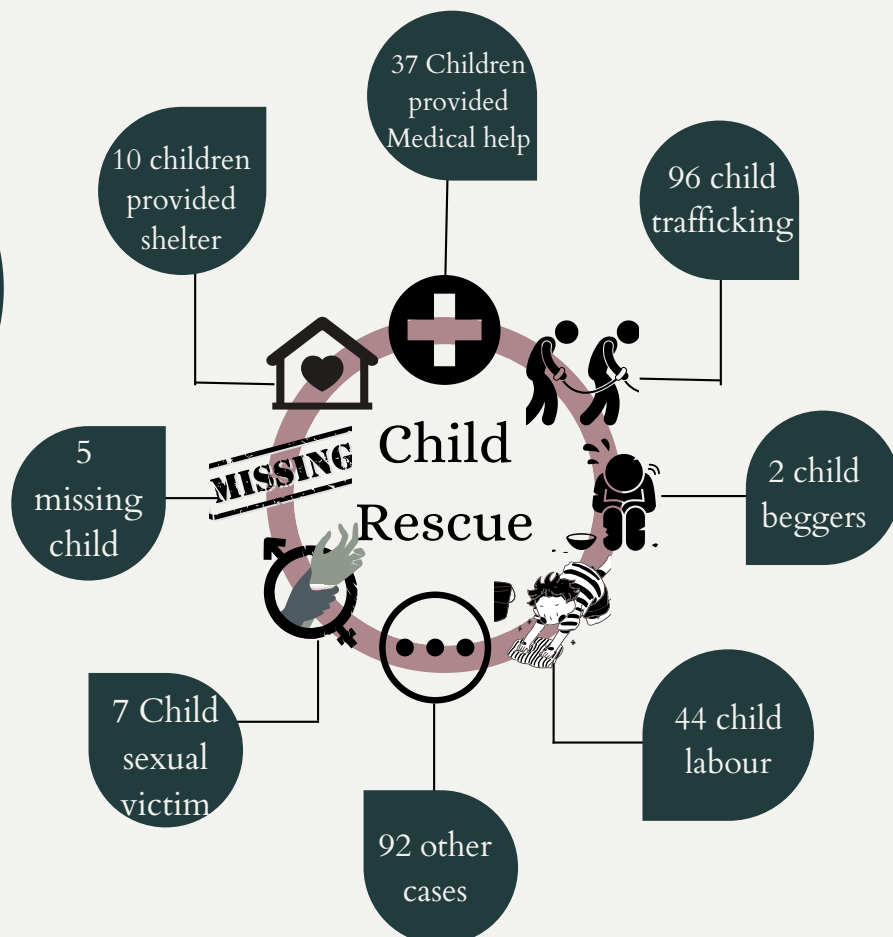 37 Children
provided
Medical help
10 children
provided
shelter
96 child
trafficking
Child
Rescue
MISSING
5
missing
child
2 child
beggers
7 Child
sexual
victim
44 child
labour
92 other
cases